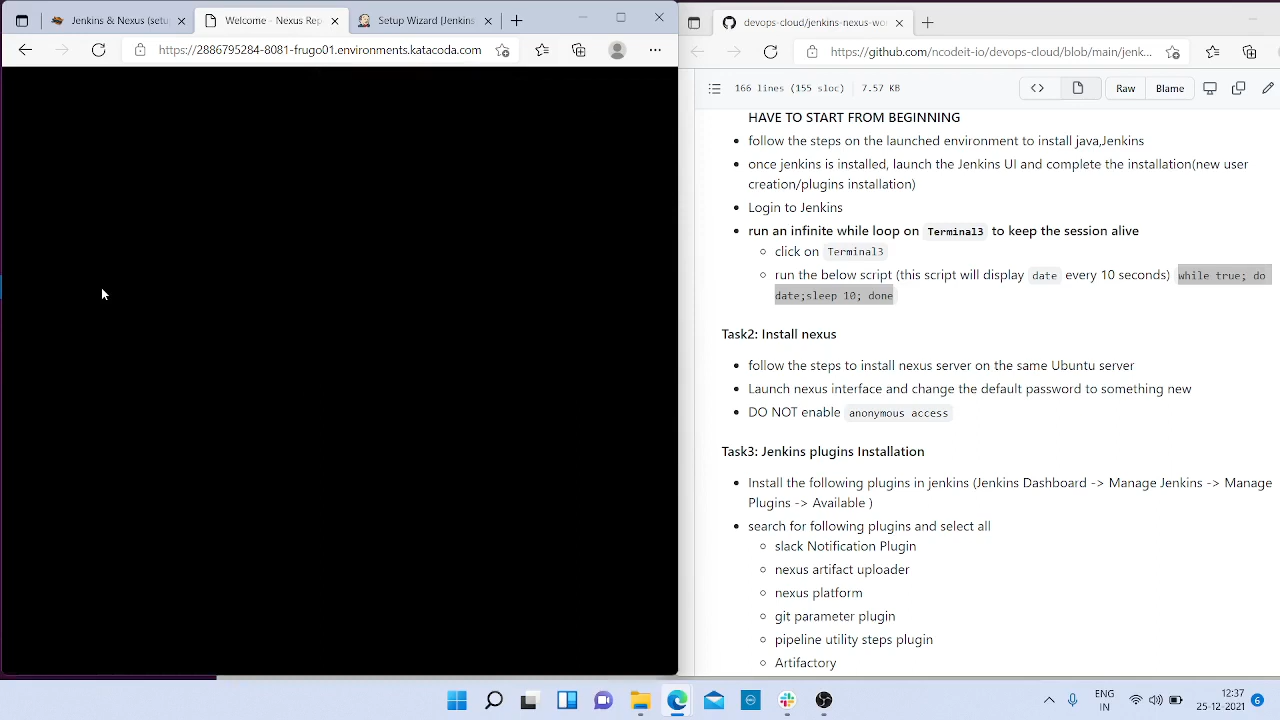 Jenkins & Nexus (setu
Welcome - Nexus Rep
Setup Wizard [Jenkins
https://2886795284-8081-frugo01.environments.katacoda.com
devops-cloud/jenkins-nexus-wor
https://github.com/ncodeit-io/devops-cloud/blob/main/jenk...
166 lines (155 sloc) 7.57 KB
Raw
Blame
HAVE TO START FROM BEGINNING
follow the steps on the launched environment to install java,Jenkins
once jenkins is installed, launch the Jenkins UI and complete the installation(new user
creation/plugins installation)
Login to Jenkins
run an infinite while loop on Terminal3 to keep the session alive
click on Terminal3
run the below script (this script will display date every 10 seconds) while true; do
date;sleep 10; done
Task2: Install nexus
follow the steps to install nexus server on the same Ubuntu server
Launch nexus interface and change the default password to something new
DO NOT enable anonymous access
Task3: Jenkins plugins Installation
Install the following plugins in jenkins (Jenkins Dashboard -> Manage Jenkins -> Manage
Plugins -> Available )
search for following plugins and select all
slack Notification Plugin
nexus artifact uploader
nexus platform
git parameter plugin
pipeline utility steps plugin
Artifactory
ENG
IN
12:37
25-12-2021
6